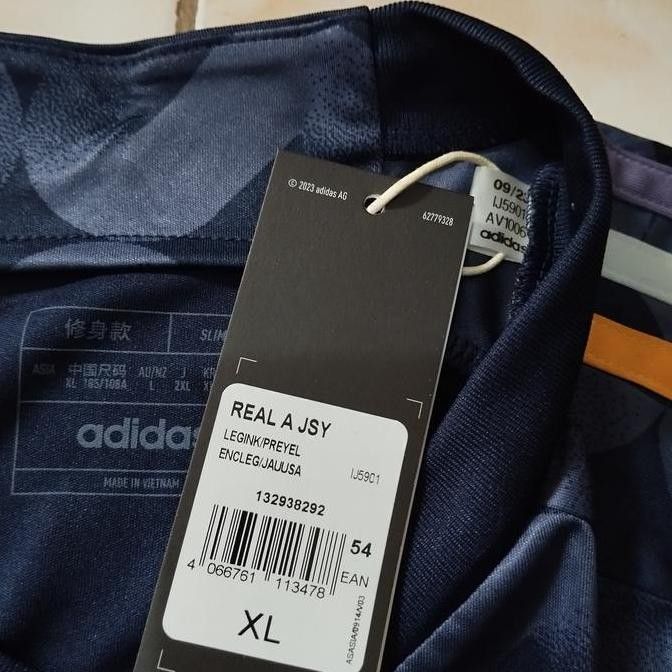 © 2023 adidas AG
62779328
09/23
IJ5901
AV1006
adidas
修身款
SLIM
ASIA 中国尺码 AU/NZ J
XL 185/108A L 2XL
adidas
MADE IN VIETNAM
REAL A JSY
LEGINK/PREYEL
ENCLEG/JAUUSA
IJ5901
132938292
54
4 066761 113478 EAN
XL